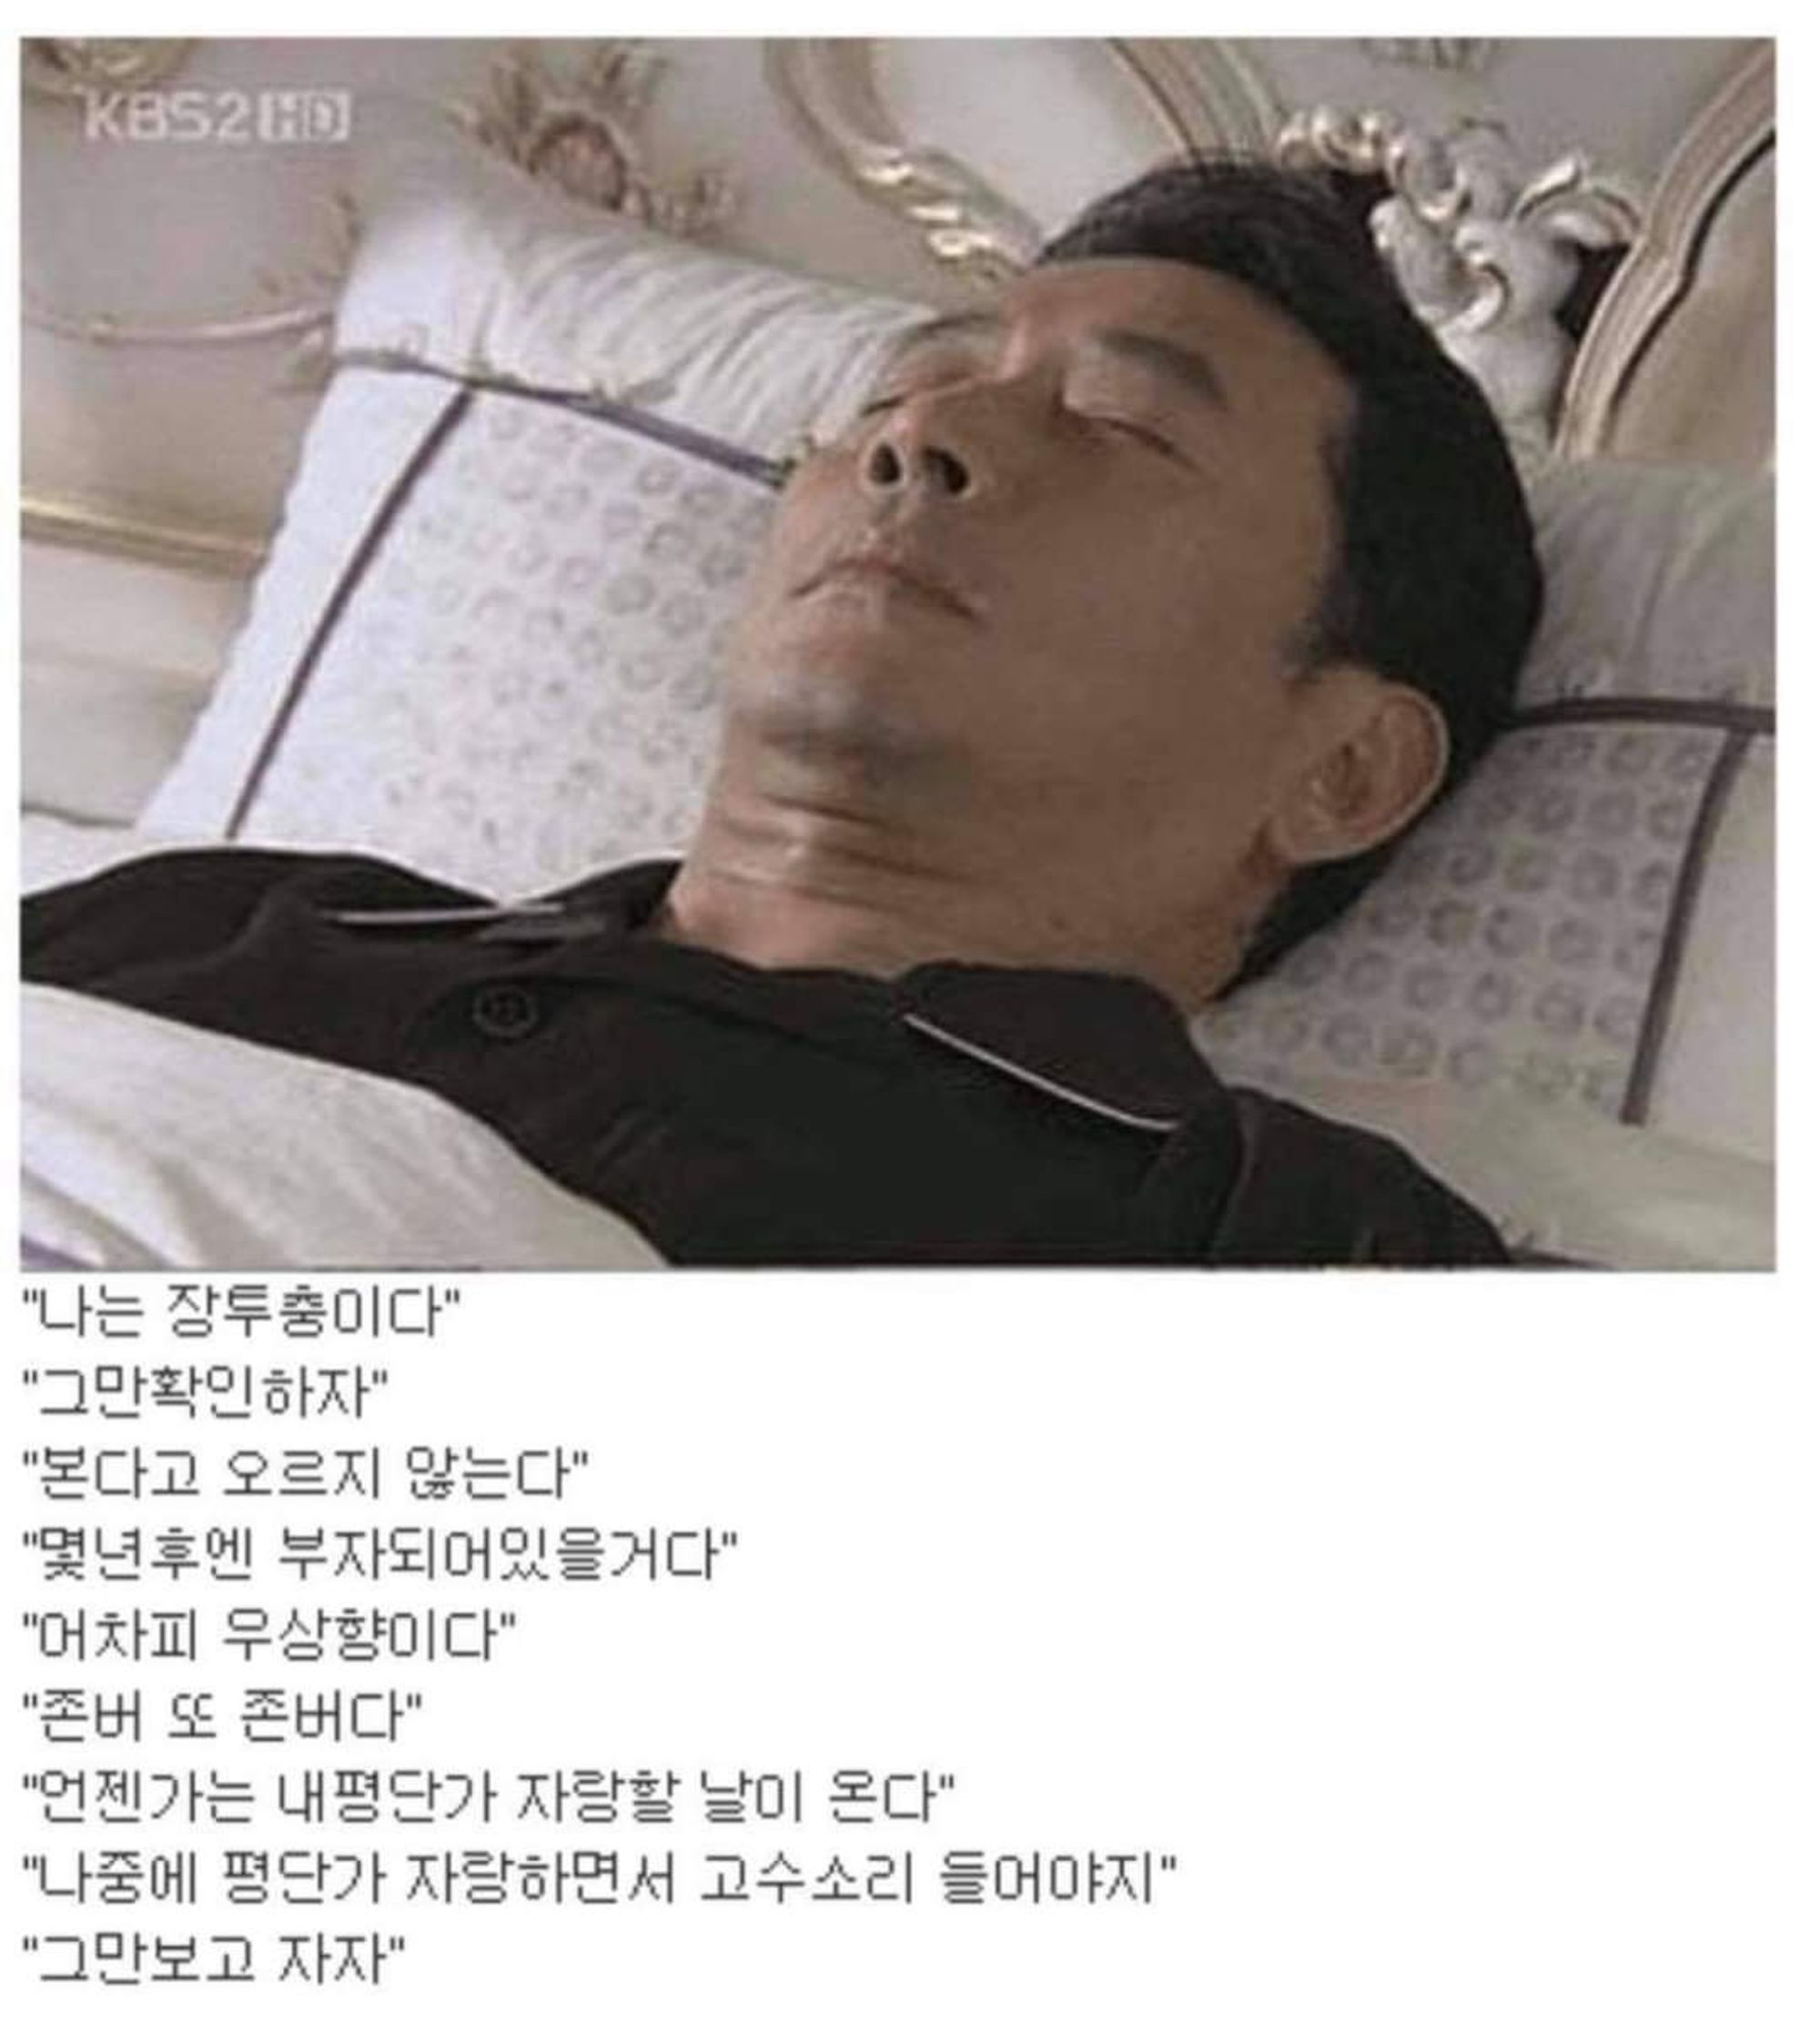 KBS2 HD
"나는 장투충이다"
"그만확인하자"
"본다고 오르지 않는다"
"몇년후엔 부자되어있을거다"
"어차피 우상향이다"
"존버 또 존버다"
"언젠가는 내평단가 자랑할 날이 온다"
"나중에 평단가 자랑하면서 고수소리 들어야지"
"그만보고 자자"